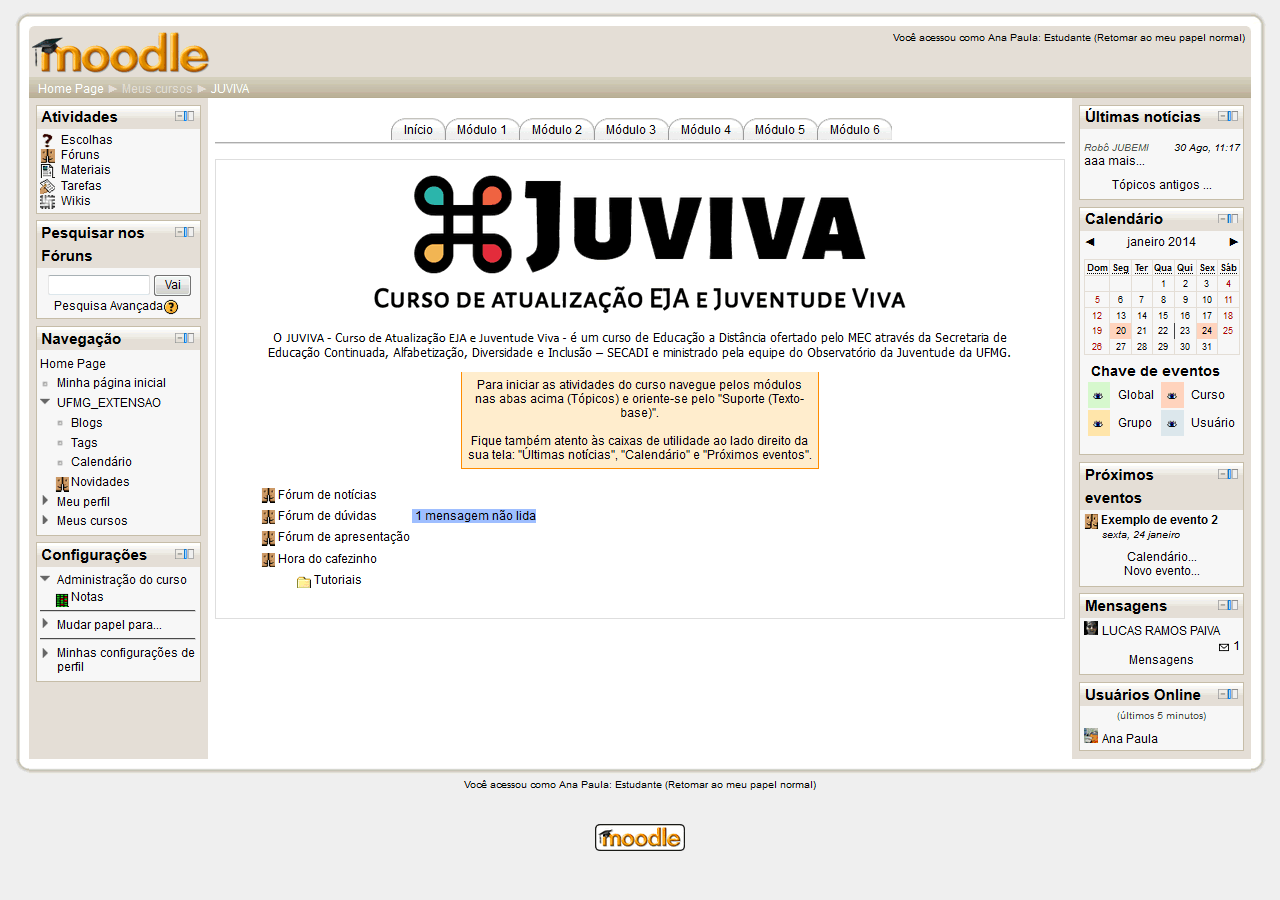 moodle
Você acessou como Ana Paula: Estudante (Retomar ao meu papel normal)
Home Page ► Meus cursos ► JUVIVA
Atividades
Escolhas
Fóruns
Materiais
Tarefas
Wikis
Pesquisar nos
Fóruns
Vai
Pesquisa Avançada ?
Navegação
Home Page
Minha página inicial
UFMG_EXTENSAO
Blogs
Tags
Calendário
Novidades
Meu perfil
Meus cursos
Configurações
Administração do curso
Notas
Mudar papel para...
Minhas configurações de
perfil
Início Módulo 1 Módulo 2 Módulo 3 Módulo 4 Módulo 5 Módulo 6
JUVIVA
CURSO DE ATUALIZAÇÃO EJA E JUVENTUDE VIVA
O JUVIVA - Curso de Atualização EJA e Juventude Viva - é um curso de Educação a Distância ofertado pelo MEC através da Secretaria de
Educação Continuada, Alfabetização, Diversidade e Inclusão – SECADI e ministrado pela equipe do Observatório da Juventude da UFMG.
Para iniciar as atividades do curso navegue pelos módulos
nas abas acima (Tópicos) e oriente-se pelo "Suporte (Texto-
base)".
Fique também atento às caixas de utilidade ao lado direito da
sua tela: "Últimas notícias", "Calendário" e "Próximos eventos".
Fórum de notícias
Fórum de dúvidas 1 mensagem não lida
Fórum de apresentação
Hora do cafezinho
Tutoriais
Últimas notícias
Robô JUBEMI 30 Ago, 11:17
aaa mais...
Tópicos antigos ...
Calendário
◄ janeiro 2014 ►
Dom Seg Ter Qua Qui Sex Sáb
1 2 3 4
5 6 7 8 9 10 11
12 13 14 15 16 17 18
19 20 21 22 23 24 25
26 27 28 29 30 31
Chave de eventos
Global Curso
Grupo Usuário
Próximos
eventos
Exemplo de evento 2
sexta, 24 janeiro
Calendário...
Novo evento...
Mensagens
LUCAS RAMOS PAIVA
1
Mensagens
Usuários Online
(últimos 5 minutos)
Ana Paula
Você acessou como Ana Paula: Estudante (Retomar ao meu papel normal)
moodle